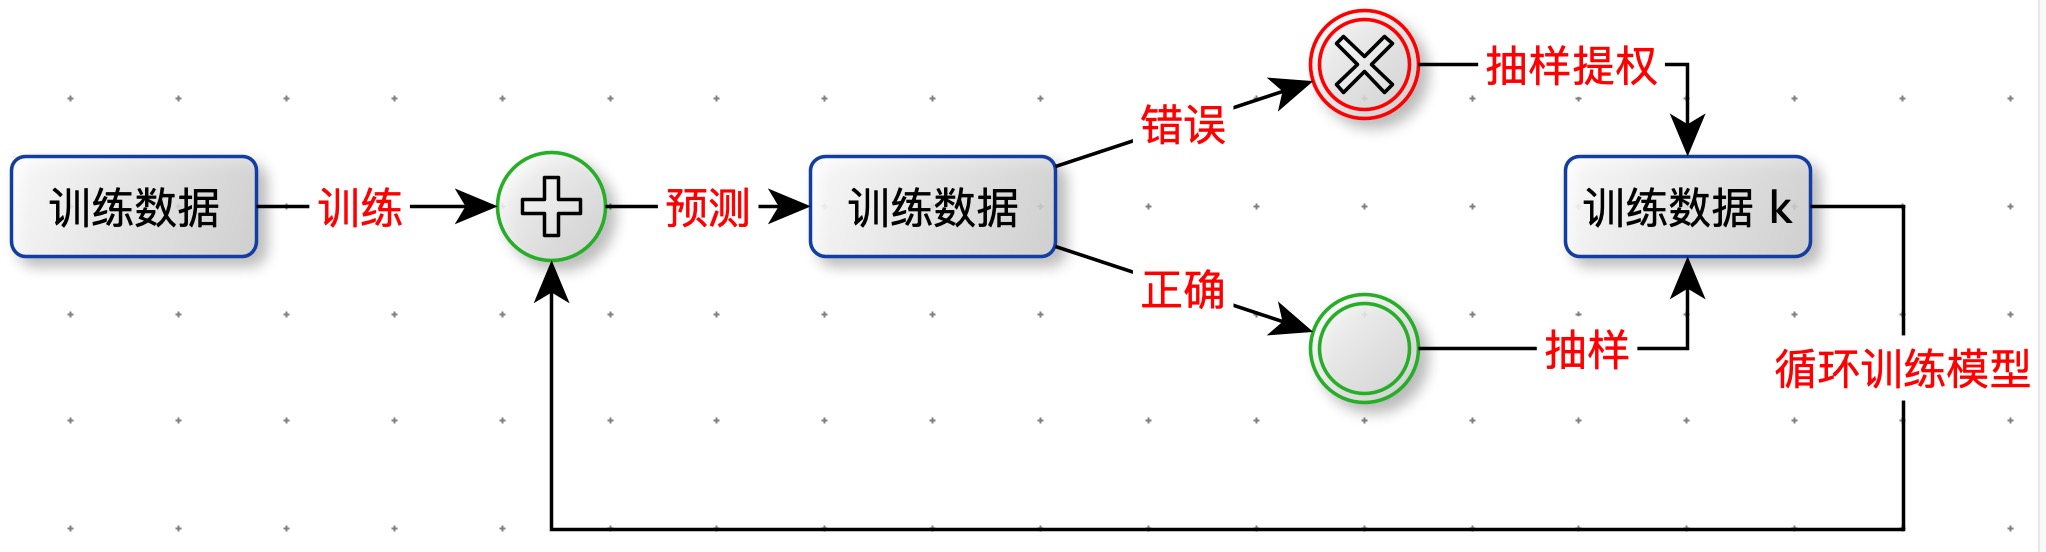 训练数据
训练
预测
训练数据
错误
正确
抽样提权
抽样
训练数据 k
循环训练模型